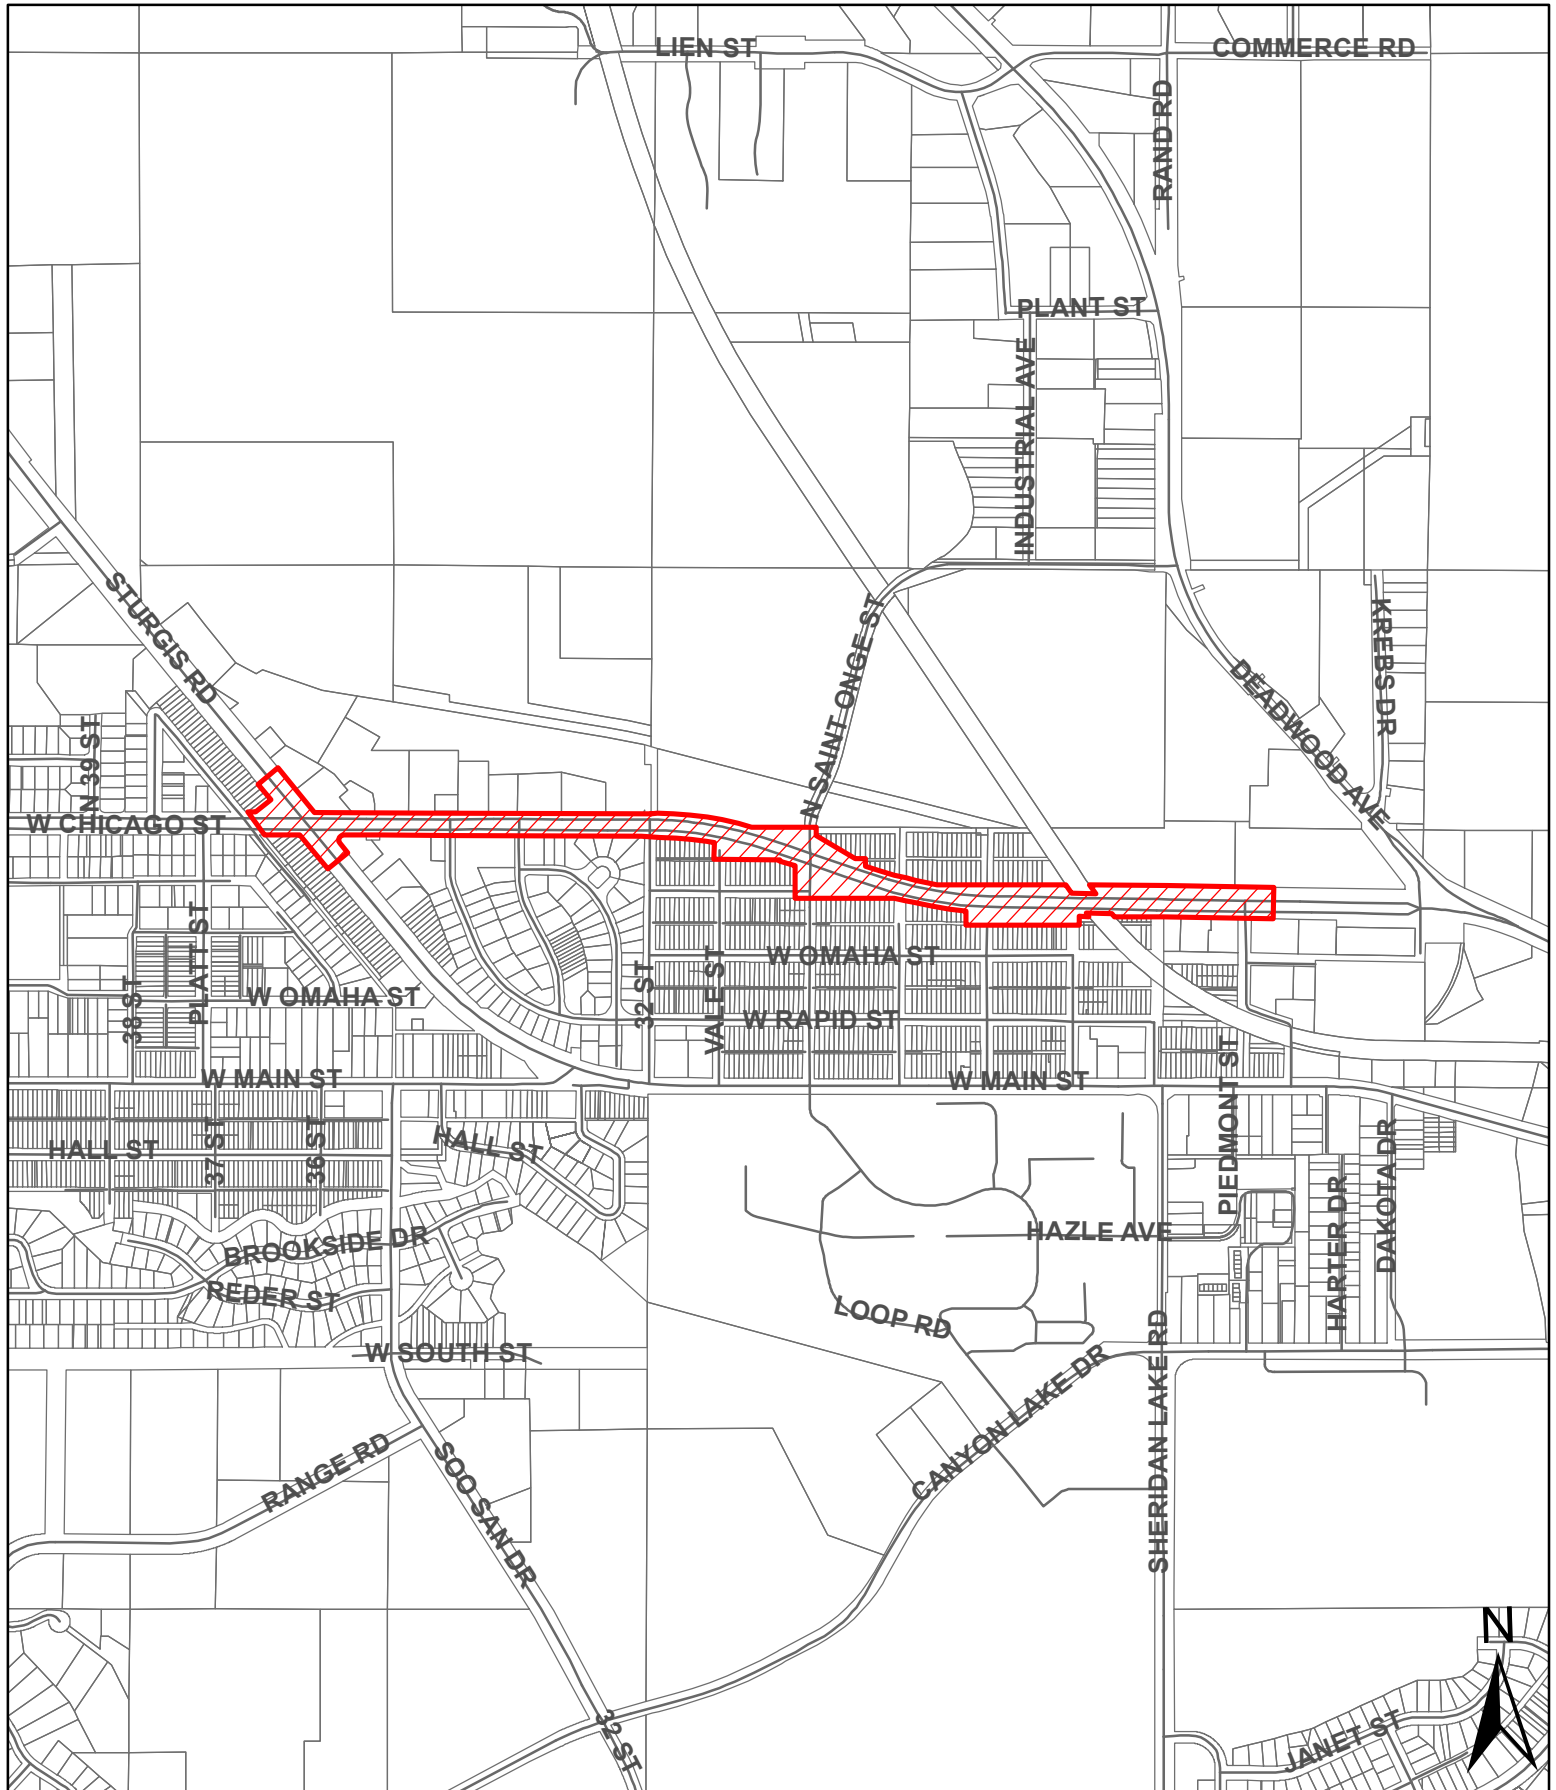 LIEN ST
COMMERCE RD
RAND RD
PLANT ST
INDUSTRIAL AVE
STURGIS RD
N SAINT ONGE ST
KREBS DR
DEADWOOD AVE
N 39 ST
W CHICAGO ST
PLATT ST
38 ST
W OMAHA ST
32 ST
VALE ST
W OMAHA ST
W RAPID ST
W MAIN ST
W MAIN ST
PIEDMONT ST
HALL ST
37 ST
36 ST
HALL ST
DAKOTA DR
HARTER DR
BROOKSIDE DR
HAZLE AVE
REDER ST
LOOP RD
W SOUTH ST
CANYON LAKE DR
SHERIDAN LAKE RD
RANGE RD
SOO SAN DR
N
32 ST
JANET ST